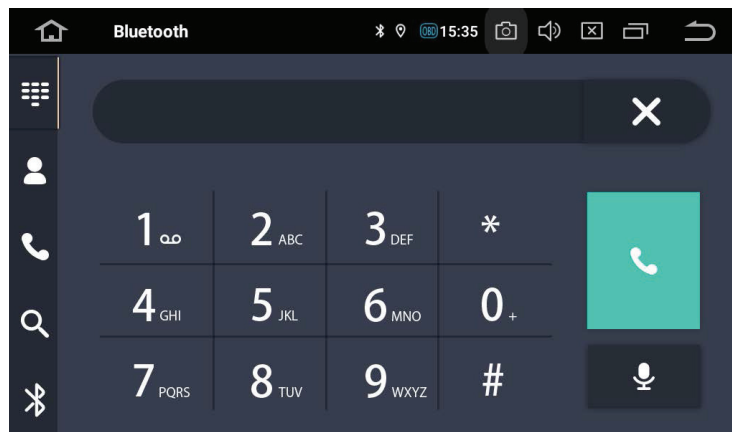 Bluetooth OBD 15:35
1 2 ABC 3 DEF *
4 GHI 5 JKL 6 MNO 0 +
7 PQRS 8 TUV 9 WXYZ #